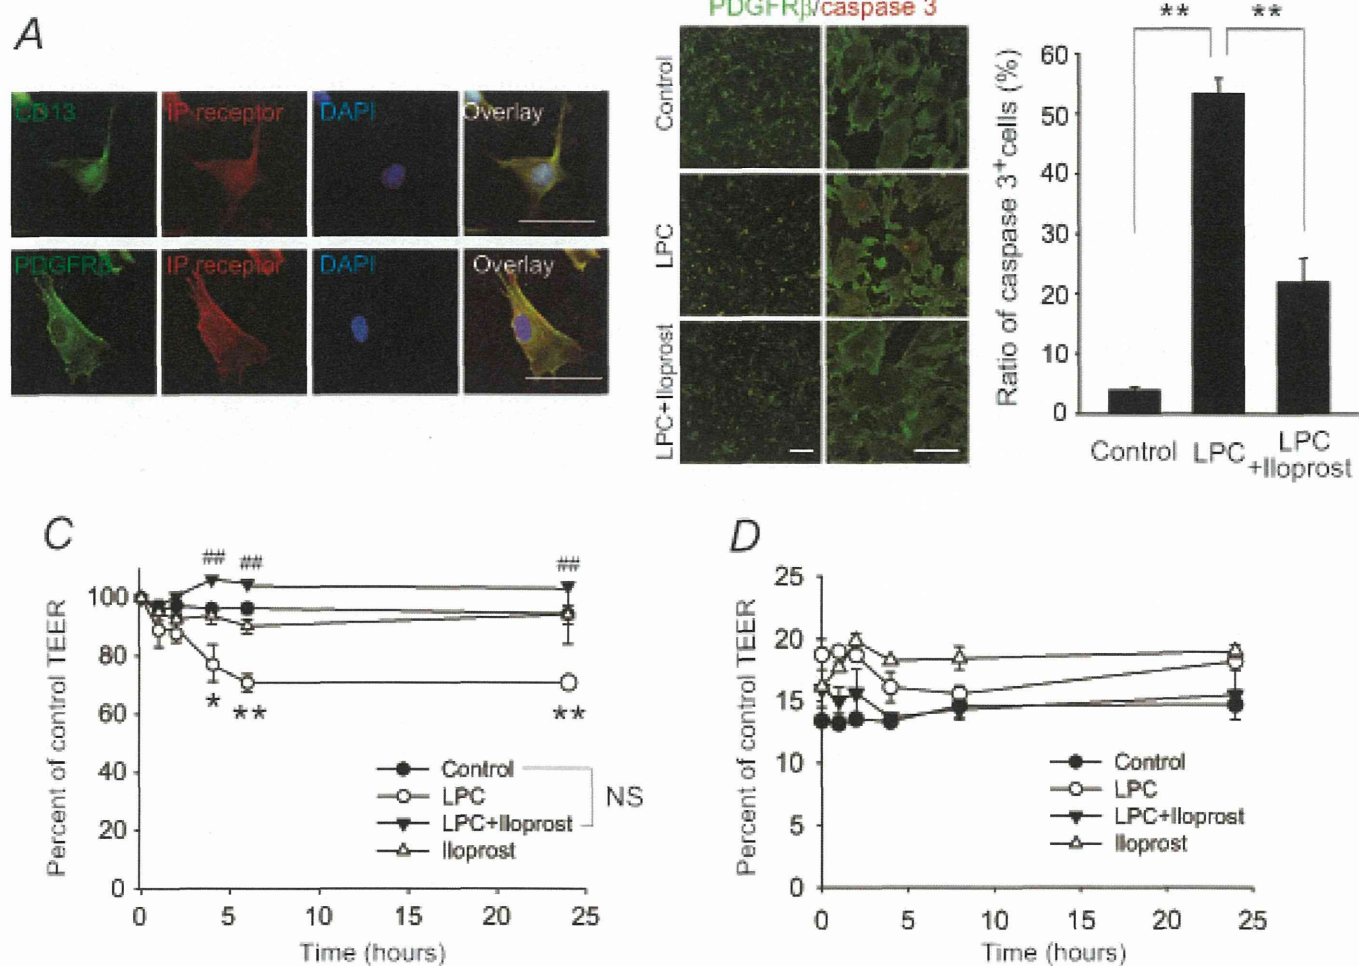 A
CD13 IP receptor DAPI Overlay
PDGFRβ IP receptor DAPI Overlay
PDGFRβ/caspase 3
Control
LPC
LPC+Iloprost
** **
Ratio of caspase 3+cells (%)
60
50
40
30
20
10
0
Control LPC LPC +Iloprost
C
## ## ##
Percent of control TEER
100
80
60
40
20
0
* ** **
Control
LPC
LPC+Iloprost
Iloprost
NS
0 5 10 15 20 25
Time (hours)
D
Percent of control TEER
25
20
15
10
5
0
Control
LPC
LPC+Iloprost
Iloprost
0 5 10 15 20 25
Time (hours)